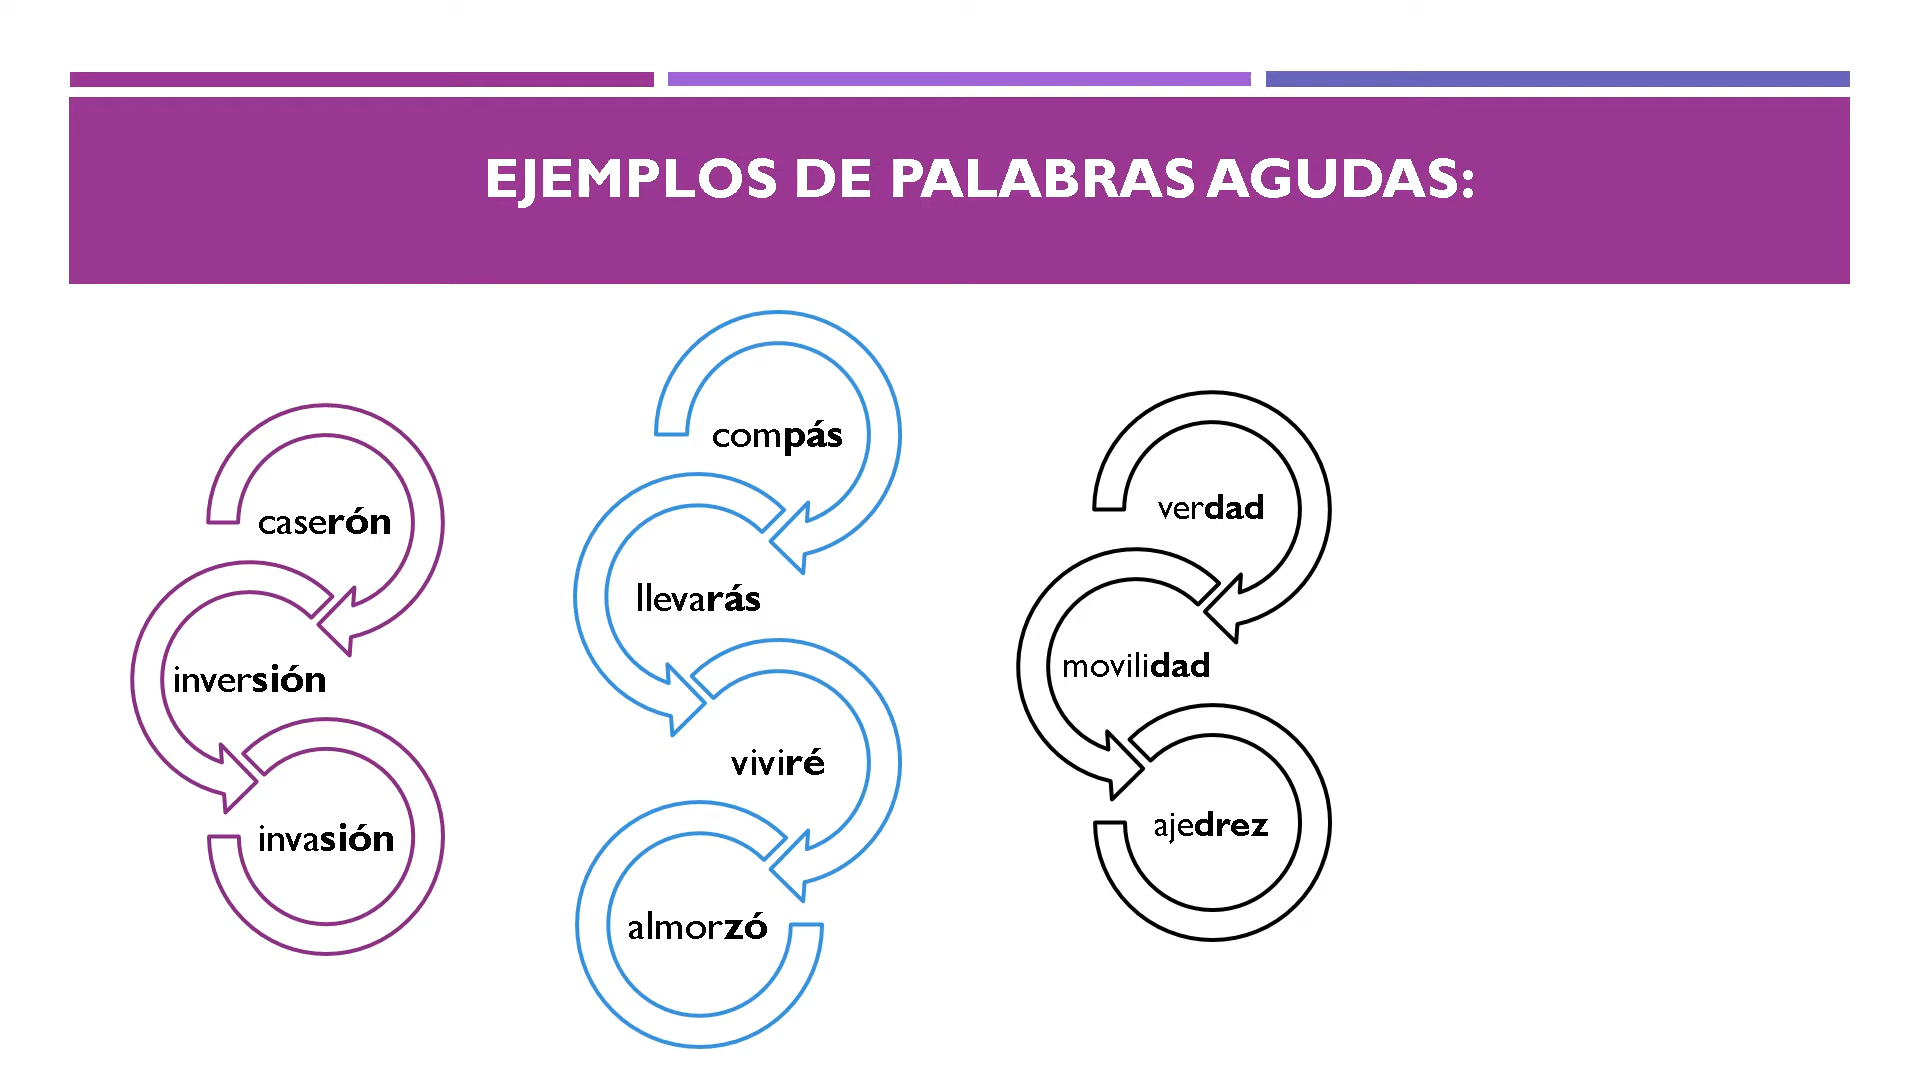 EJEMPLOS DE PALABRAS AGUDAS:
caserón
inversión
invasión
compás
llevarás
viviré
almorzó
verdad
movilidad
ajedrez